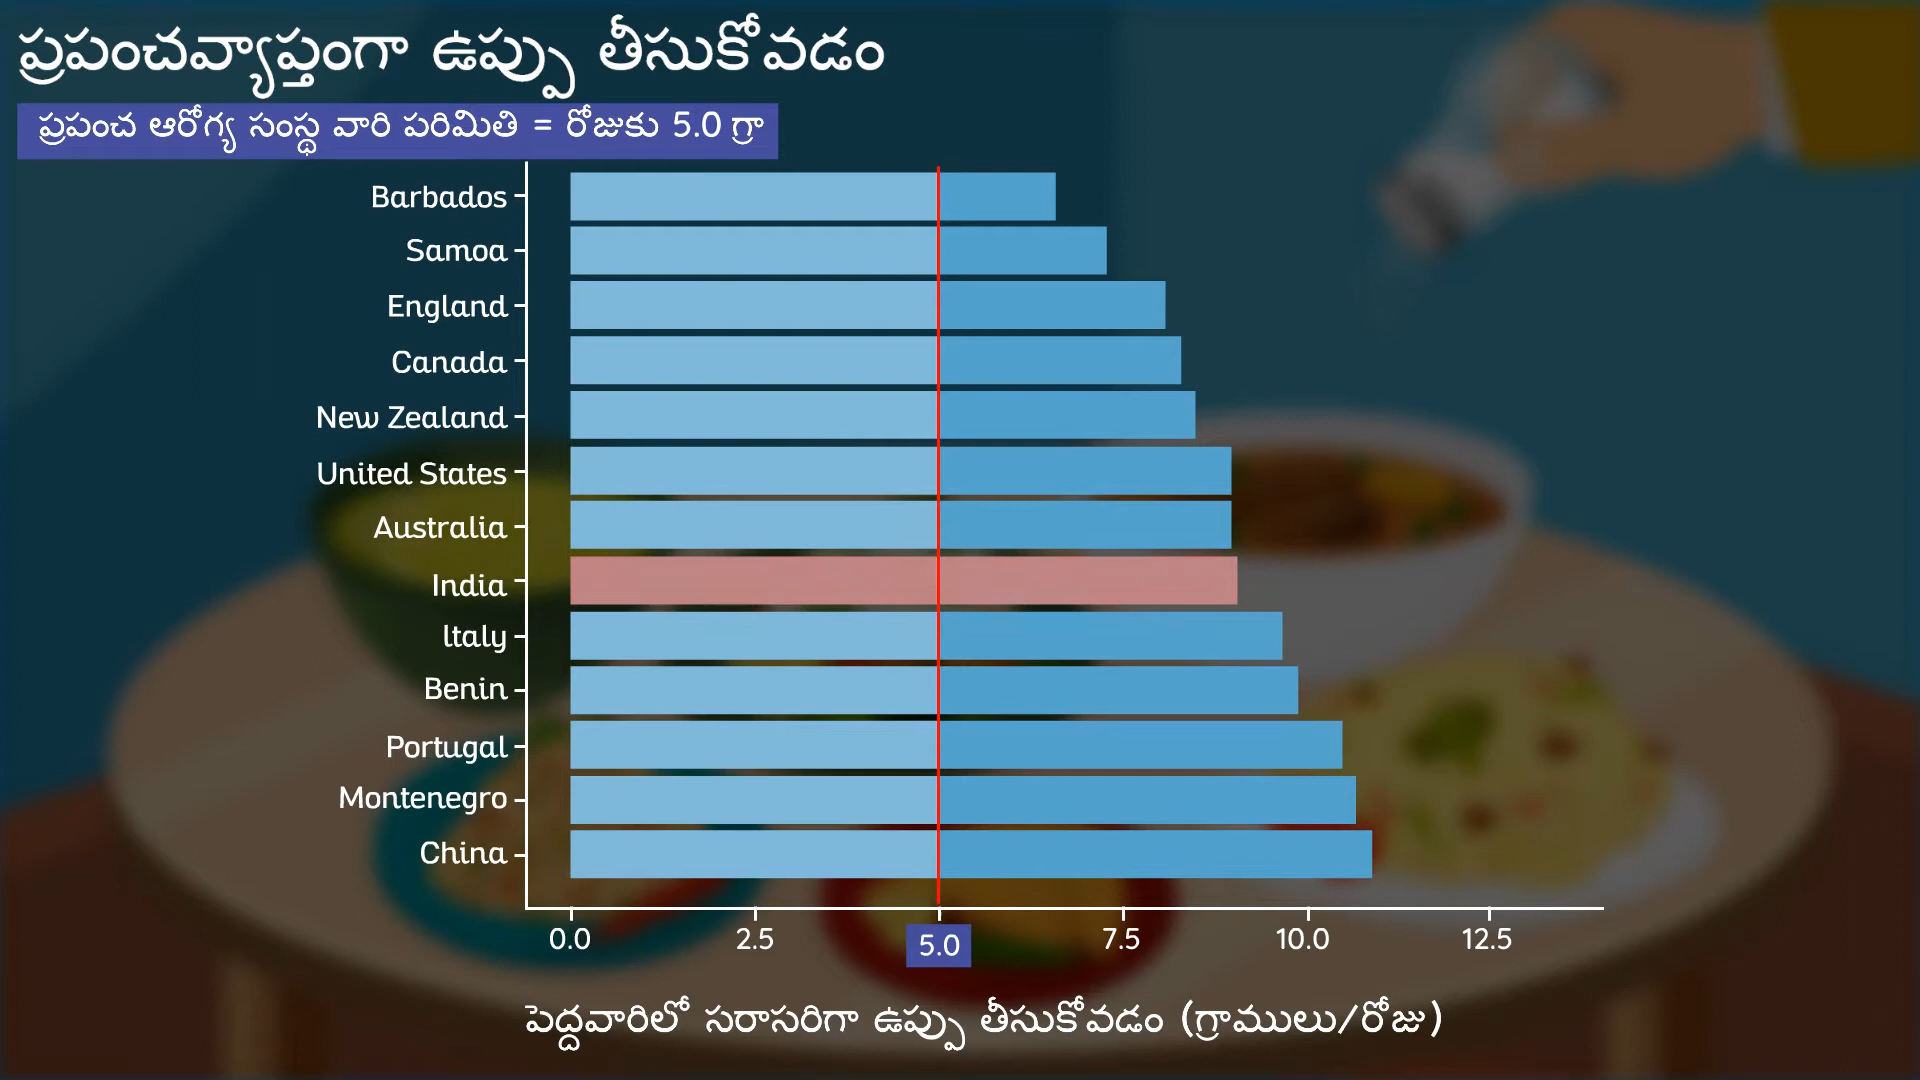 ప్రపంచవ్యాప్తంగా ఉప్పు తీసుకోవడం
ప్రపంచ ఆరోగ్య సంస్థ వారి పరిమితి = రోజుకు 5.0 గ్రా
Barbados
Samoa
England
Canada
New Zealand
United States
Australia
India
Italy
Benin
Portugal
Montenegro
China
0.0 2.5 5.0 7.5 10.0 12.5
పెద్దవారిలో సరాసరిగా ఉప్పు తీసుకోవడం (గ్రాములు/రోజు)